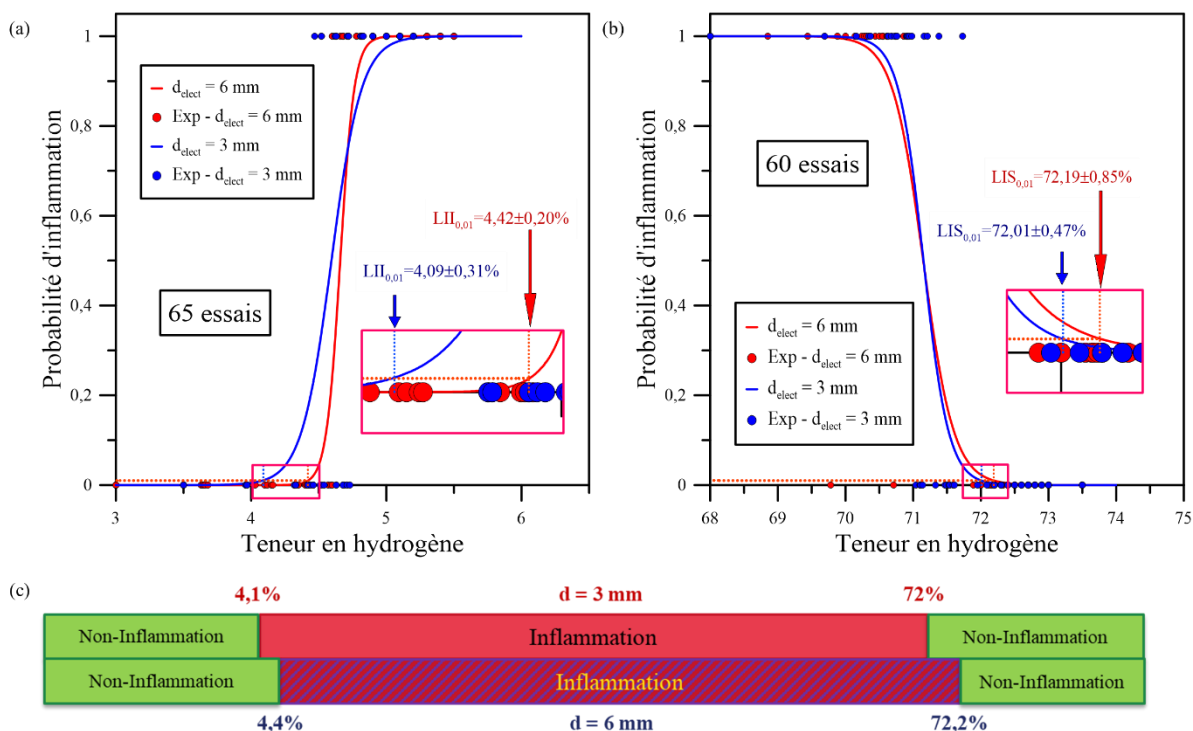 (a)
Probabilité d'inflammation
1
0,8
0,6
0,4
0,2
0
d_elect = 6 mm
Exp - d_elect = 6 mm
d_elect = 3 mm
Exp - d_elect = 3 mm
LII_0,01=4,42±0,20%
LII_0,01=4,09±0,31%
65 essais
3 4 5 6
Teneur en hydrogène
(b)
Probabilité d'inflammation
1
0,8
0,6
0,4
0,2
0
60 essais
LIS_0,01=72,19±0,85%
LIS_0,01=72,01±0,47%
d_elect = 6 mm
Exp - d_elect = 6 mm
d_elect = 3 mm
Exp - d_elect = 3 mm
68 69 70 71 72 73 74 75
Teneur en hydrogène
(c)
4,1% d = 3 mm 72%
Non-Inflammation Inflammation Non-Inflammation
Non-Inflammation Inflammation Non-Inflammation
4,4% d = 6 mm 72,2%